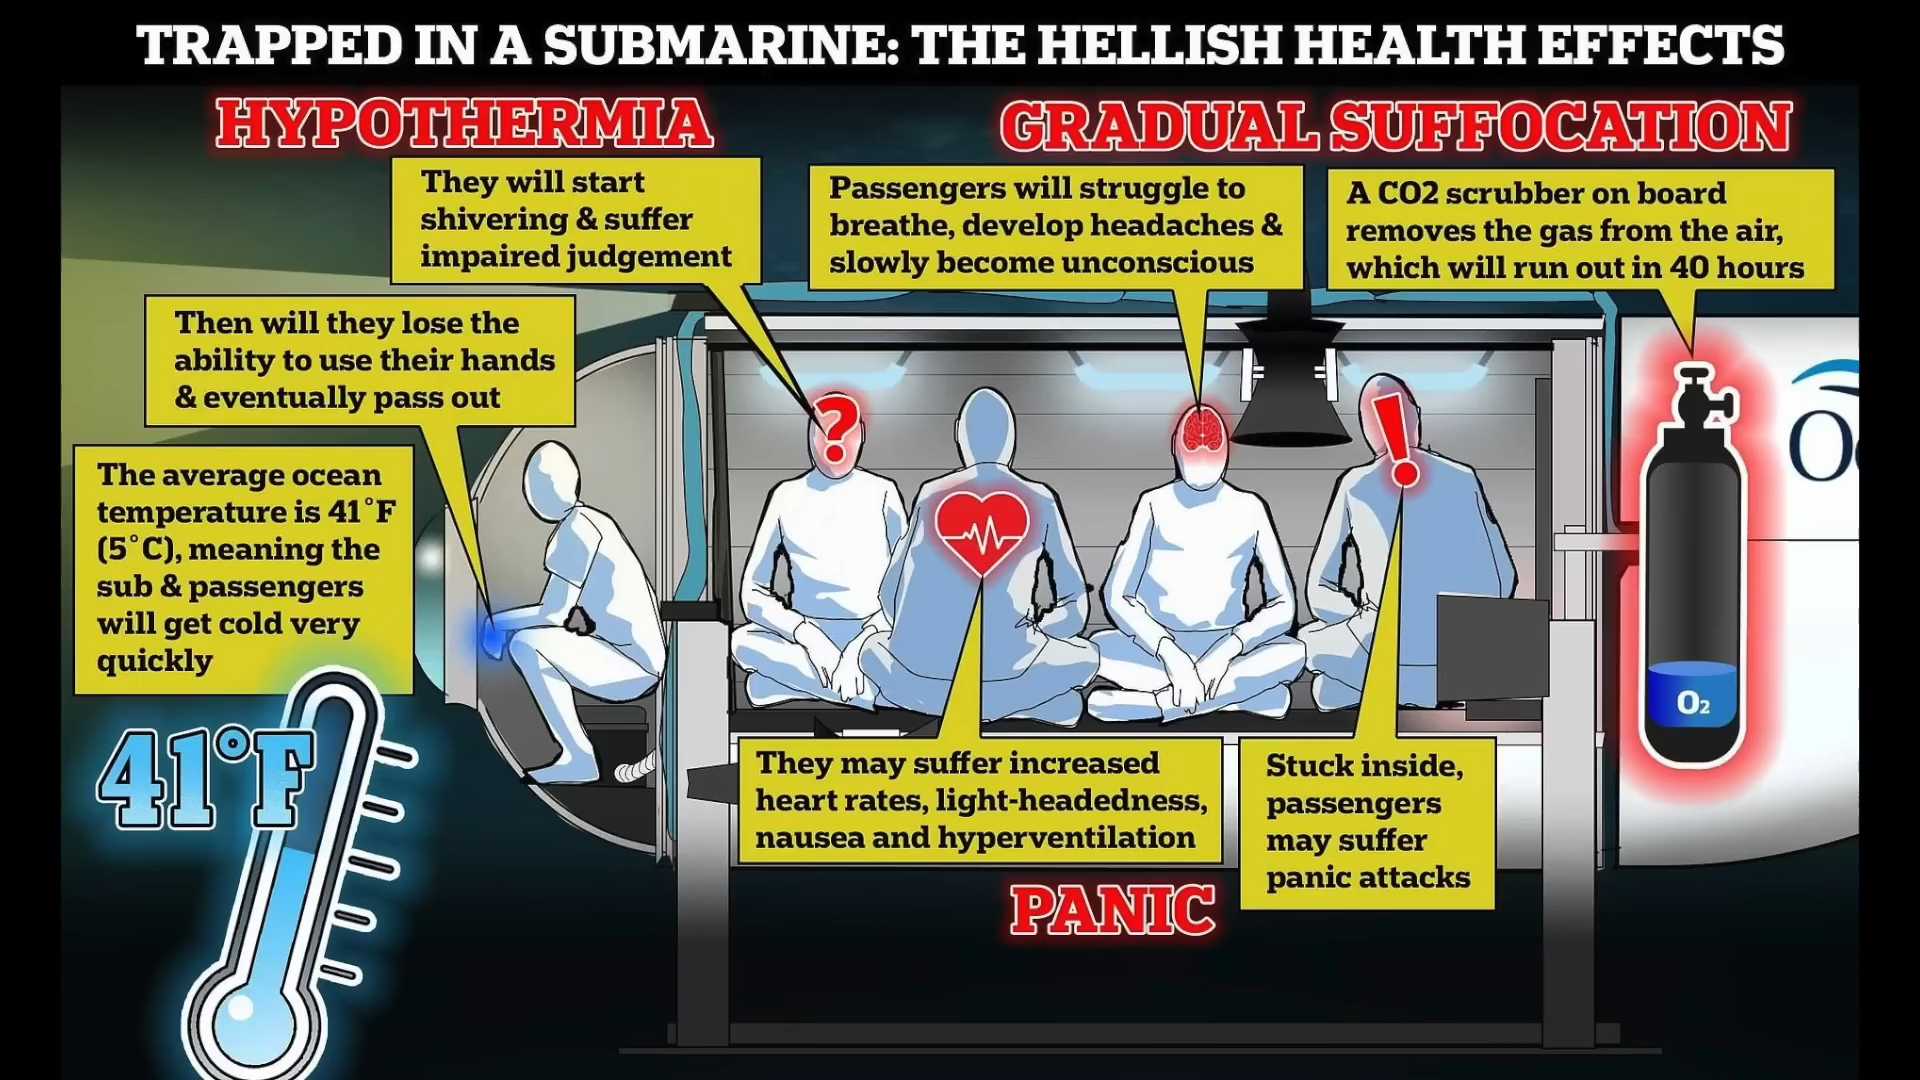 TRAPPED IN A SUBMARINE: THE HELLISH HEALTH EFFECTS
HYPOTHERMIA
They will start
shivering & suffer
impaired judgement
Then will they lose the
ability to use their hands
& eventually pass out
The average ocean
temperature is 41°F
(5°C), meaning the
sub & passengers
will get cold very
quickly
41°F
GRADUAL SUFFOCATION
Passengers will struggle to
breathe, develop headaches &
slowly become unconscious
A CO2 scrubber on board
removes the gas from the air,
which will run out in 40 hours
O₂
They may suffer increased
heart rates, light-headedness,
nausea and hyperventilation
PANIC
Stuck inside,
passengers
may suffer
panic attacks